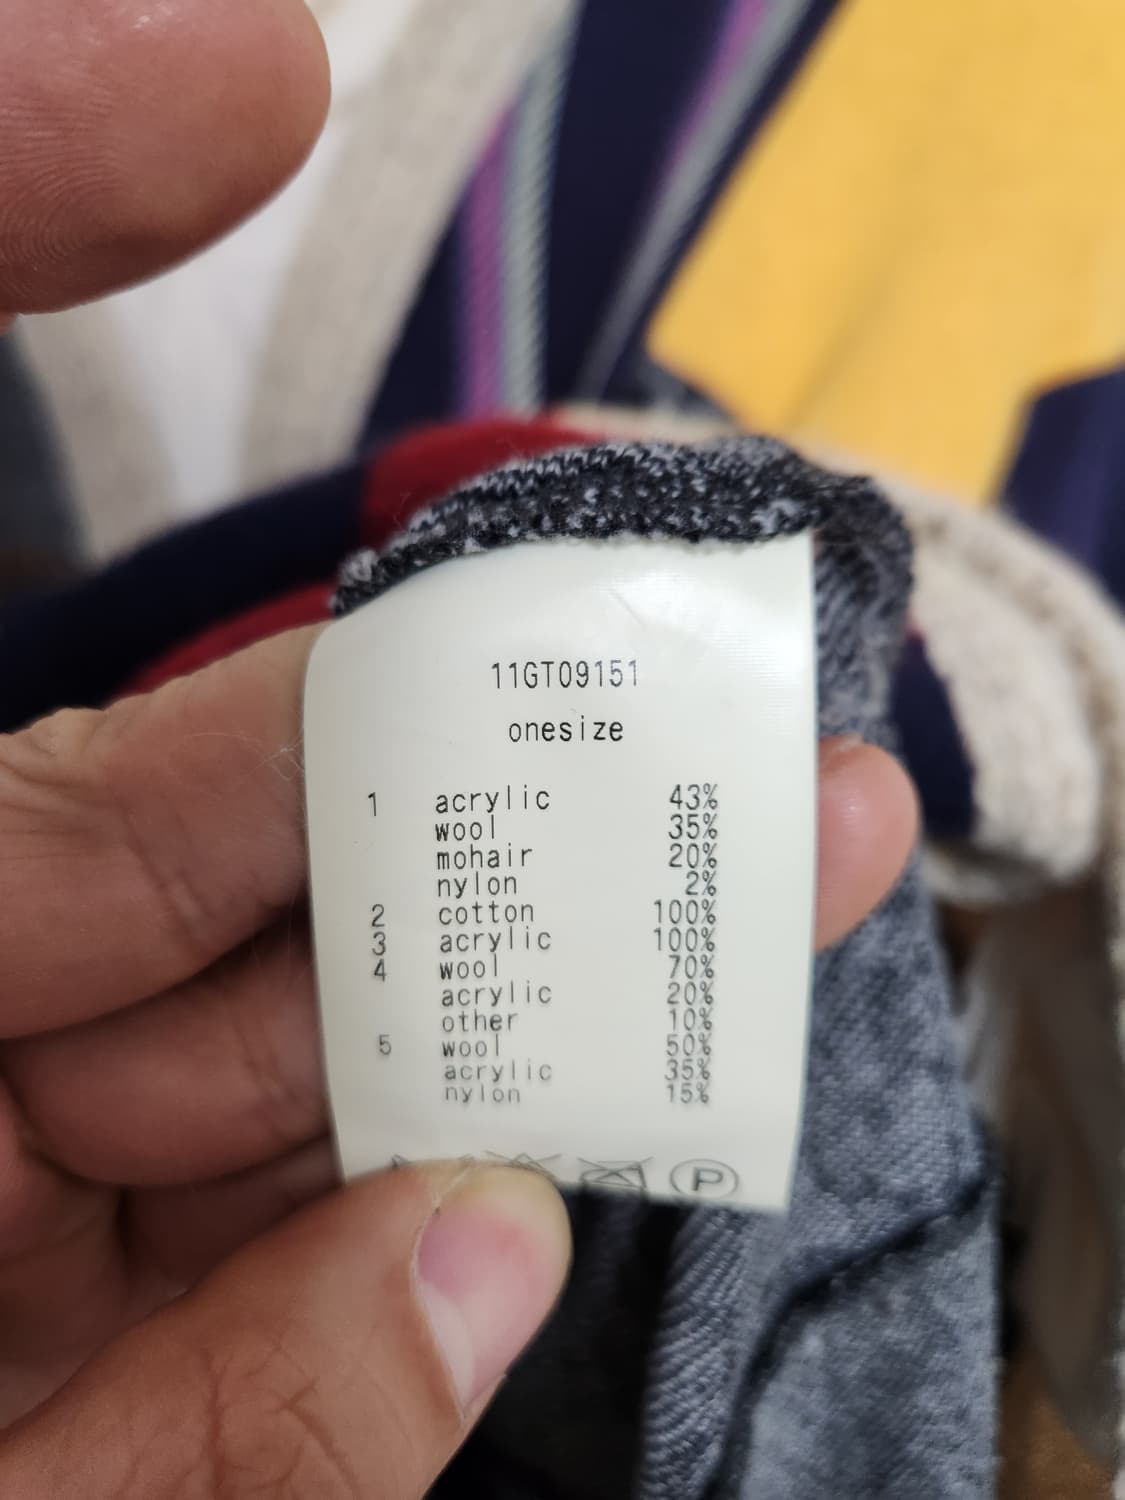 11GT09151
onesize
1 acrylic 43%
wool 35%
mohair 20%
nylon 2%
2 cotton 100%
3 acrylic 100%
4 wool 70%
acrylic 20%
other 10%
5 wool 50%
acrylic 35%
nylon 15%
P